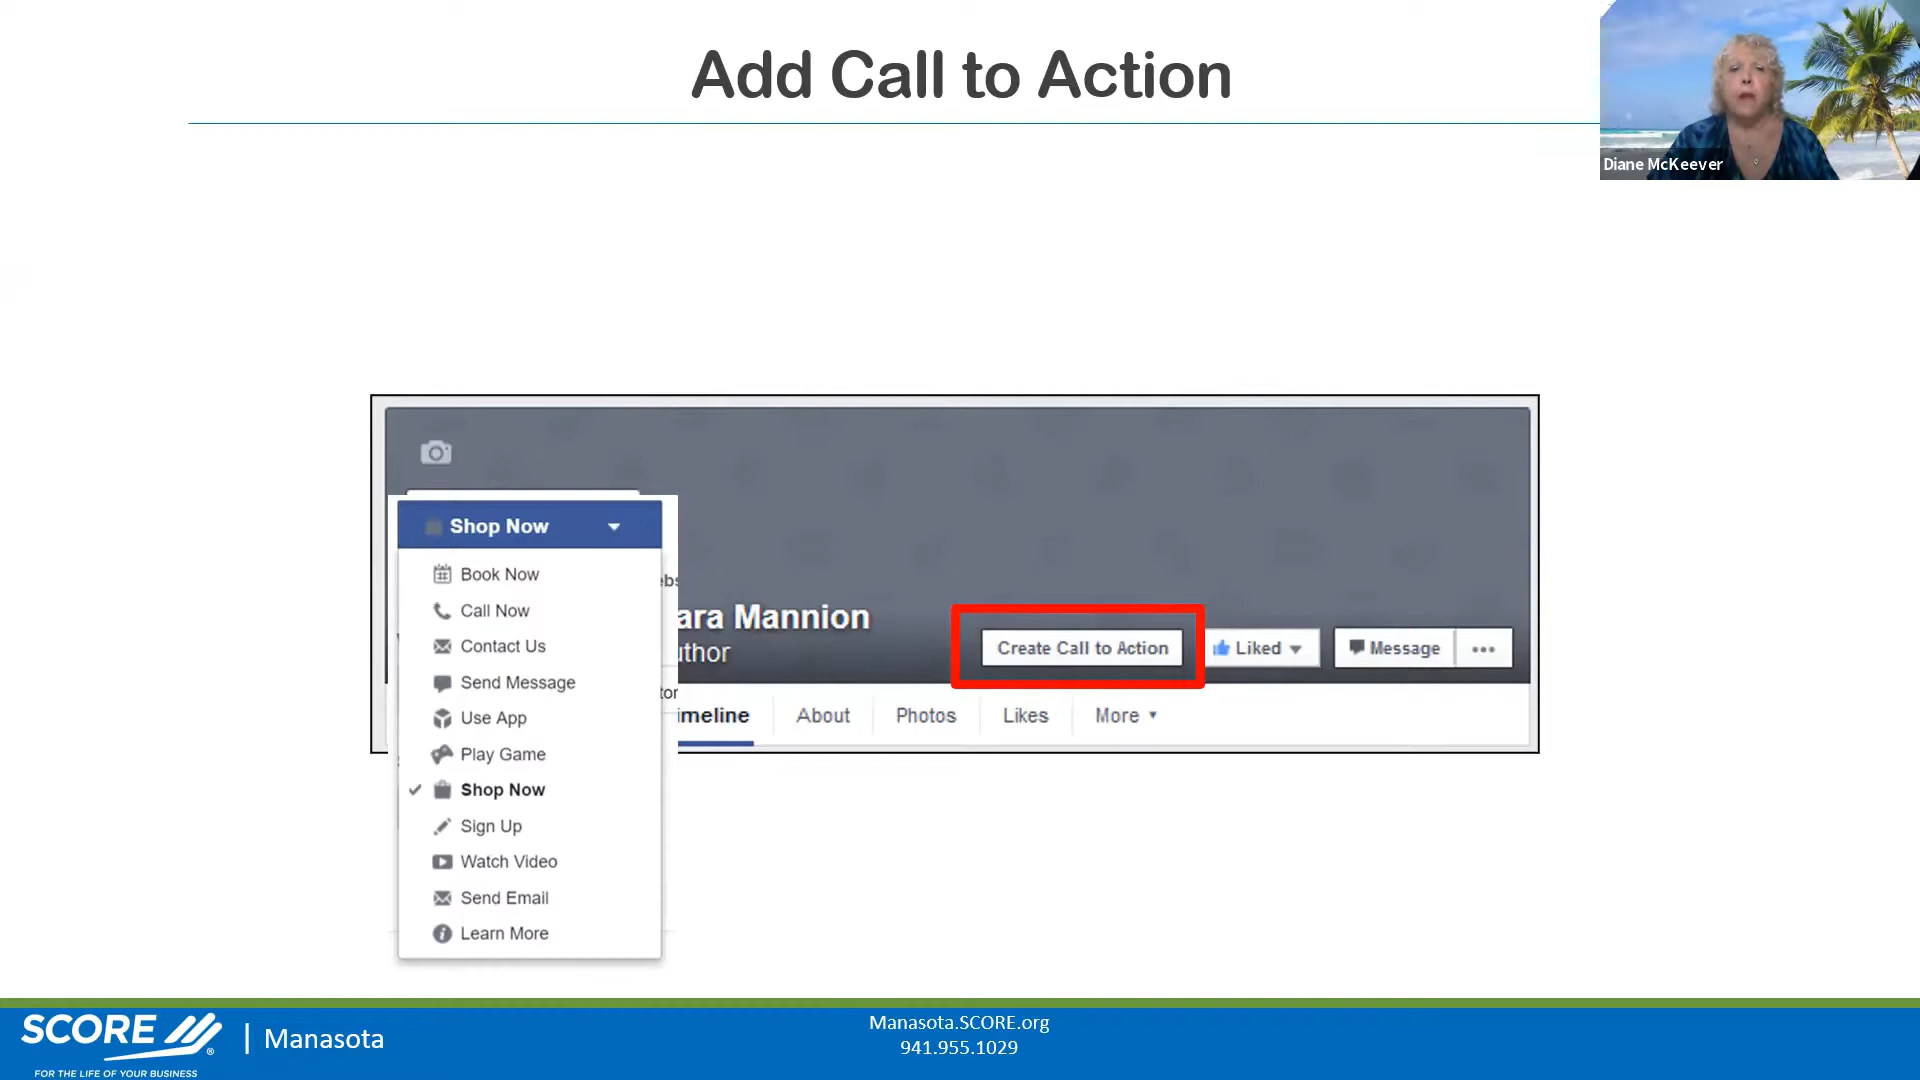 Add Call to Action
Diane McKeever
Shop Now
Book Now
Call Now
Contact Us
Send Message
Use App
Play Game
Shop Now
Sign Up
Watch Video
Send Email
Learn More
ebs
ara Mannion
uthor
tor
Create Call to Action
Liked
Message
imeline
About
Photos
Likes
More
SCORE
FOR THE LIFE OF YOUR BUSINESS
| Manasota
Manasota.SCORE.org
941.955.1029